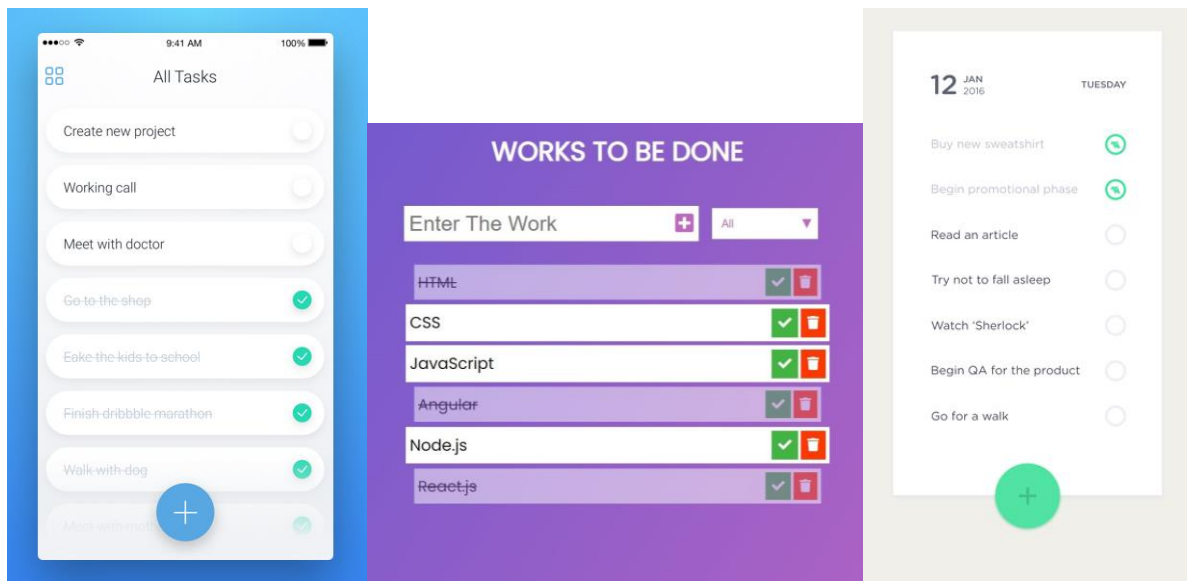 9:41 AM 100%
All Tasks
Create new project
Working call
Meet with doctor
Go to the shop
Eake the kids to school
Finish dribbble marathon
Walk with dog
WORKS TO BE DONE
Enter The Work
All
HTML
CSS
JavaScript
Angular
Node.js
React.js
12 JAN 2016 TUESDAY
Buy new sweatshirt
Begin promotional phase
Read an article
Try not to fall asleep
Watch ‘Sherlock’
Begin QA for the product
Go for a walk